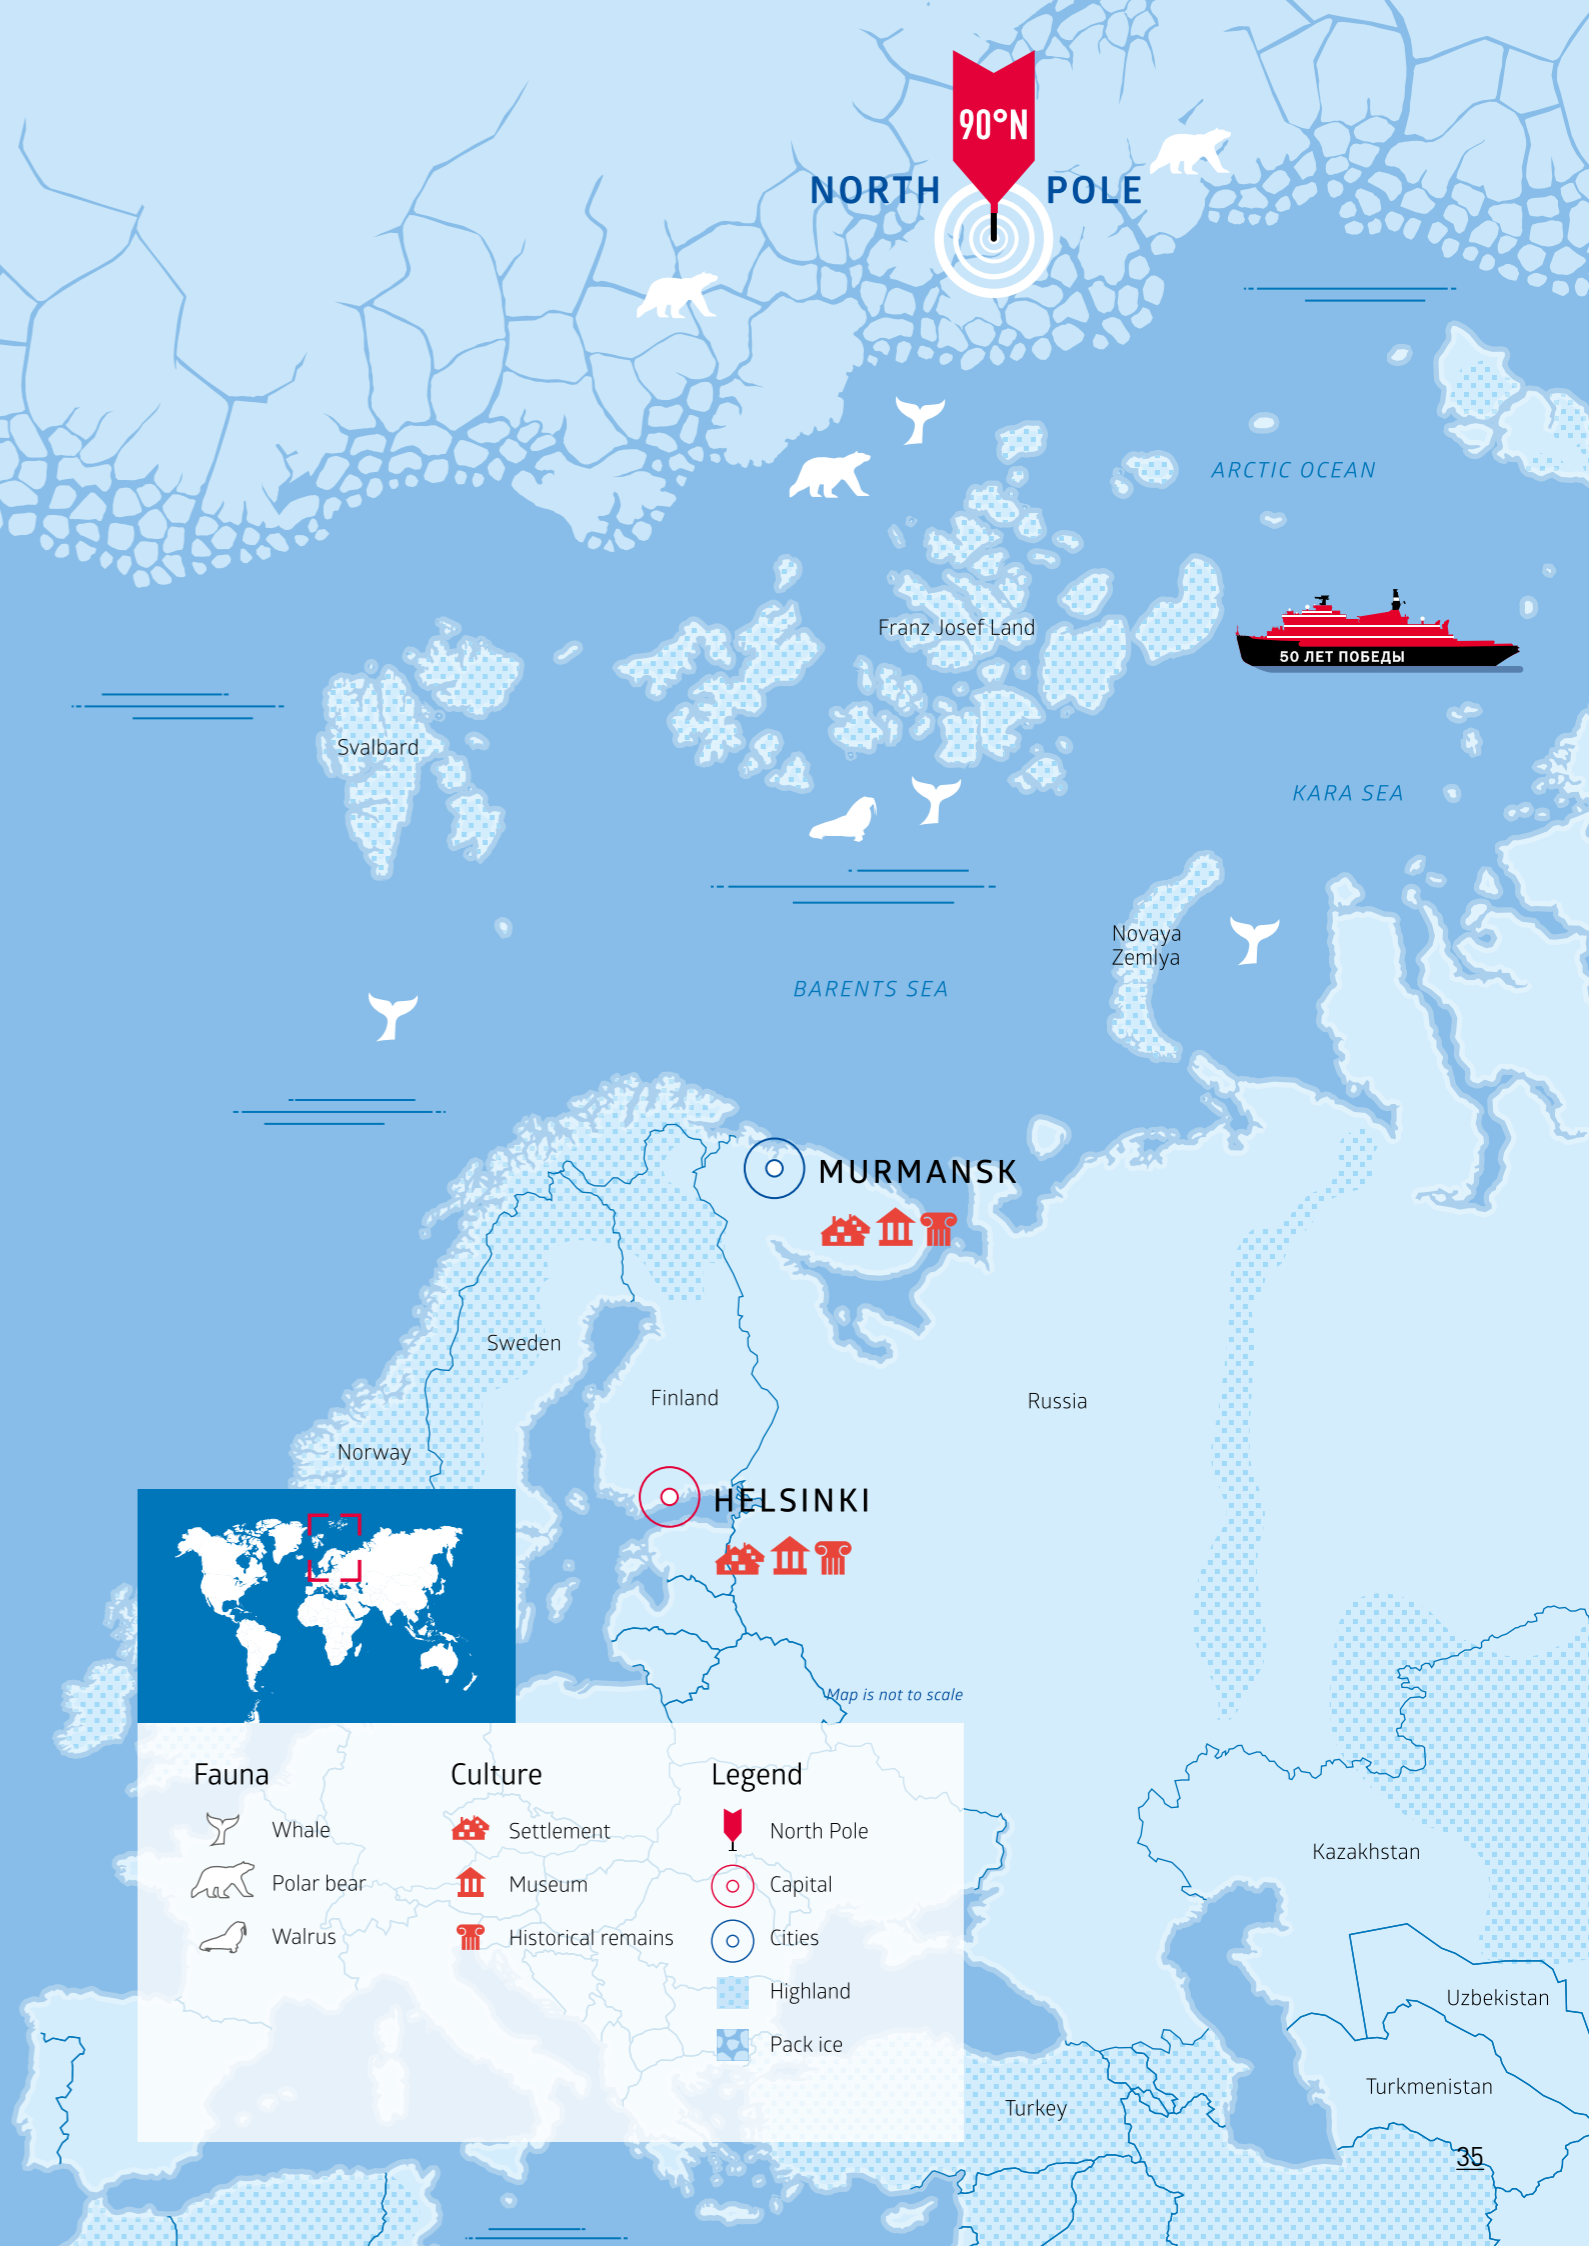 90°N
NORTH POLE
ARCTIC OCEAN
Franz Josef Land
50 ЛЕТ ПОБЕДЫ
Svalbard
KARA SEA
Novaya
Zemlya
BARENTS SEA
MURMANSK
Sweden
Finland
Russia
Norway
HELSINKI
Map is not to scale
Fauna
Whale
Polar bear
Walrus
Culture
Settlement
Museum
Historical remains
Legend
North Pole
Capital
Cities
Highland
Pack ice
Kazakhstan
Uzbekistan
Turkmenistan
Turkey
35